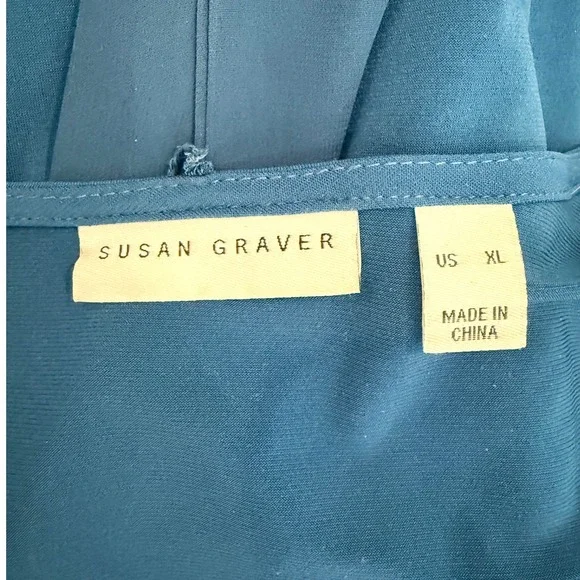 SUSAN GRAVER
US XL
MADE IN
CHINA